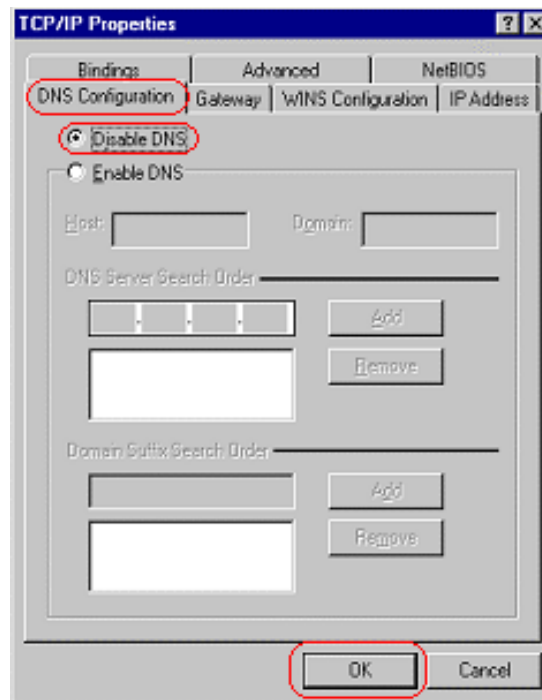 TCP/IP Properties
Bindings Advanced NetBIOS
DNS Configuration Gateway WINS Configuration IP Address
Disable DNS
Enable DNS
Host: Domain:
DNS Server Search Order
Add
Remove
Domain Suffix Search Order
Add
Remove
OK Cancel